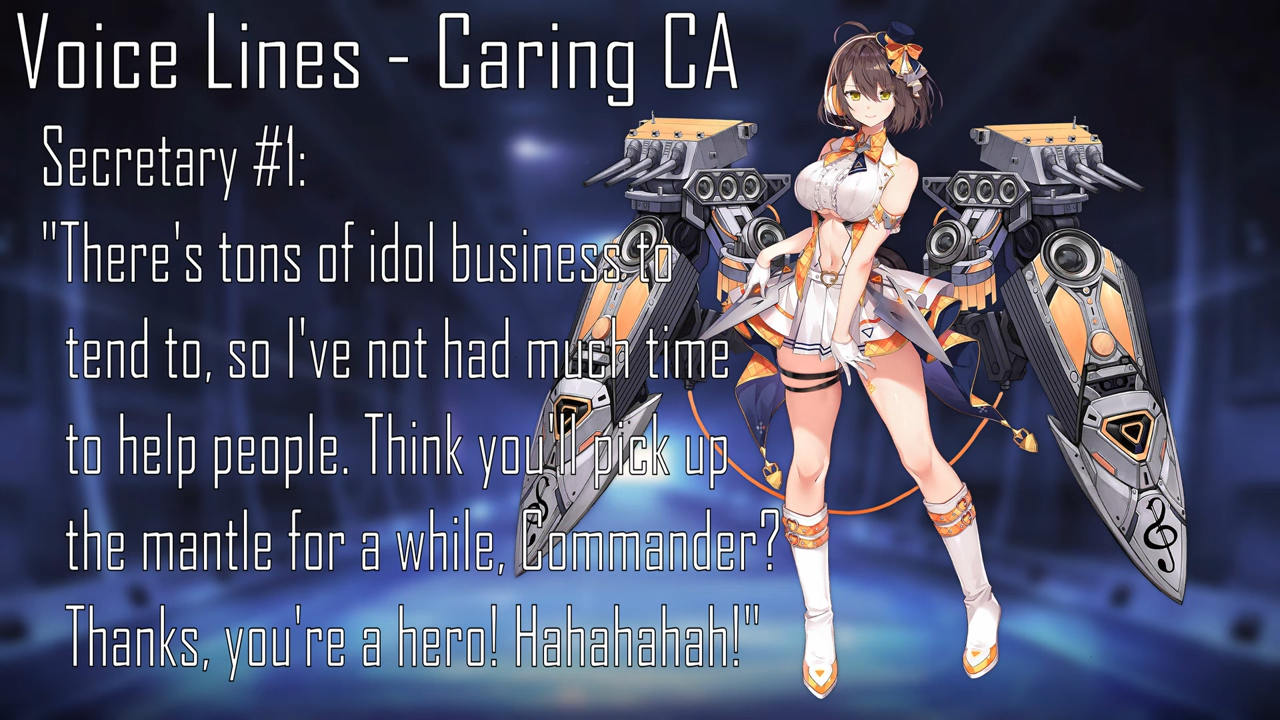 Voice Lines - Caring CA
Secretary #1:
"There's tons of idol business to
tend to, so I've not had much time
to help people. Think you'll pick up
the mantle for a while, Commander?
Thanks, you're a hero! Hahahahah!"